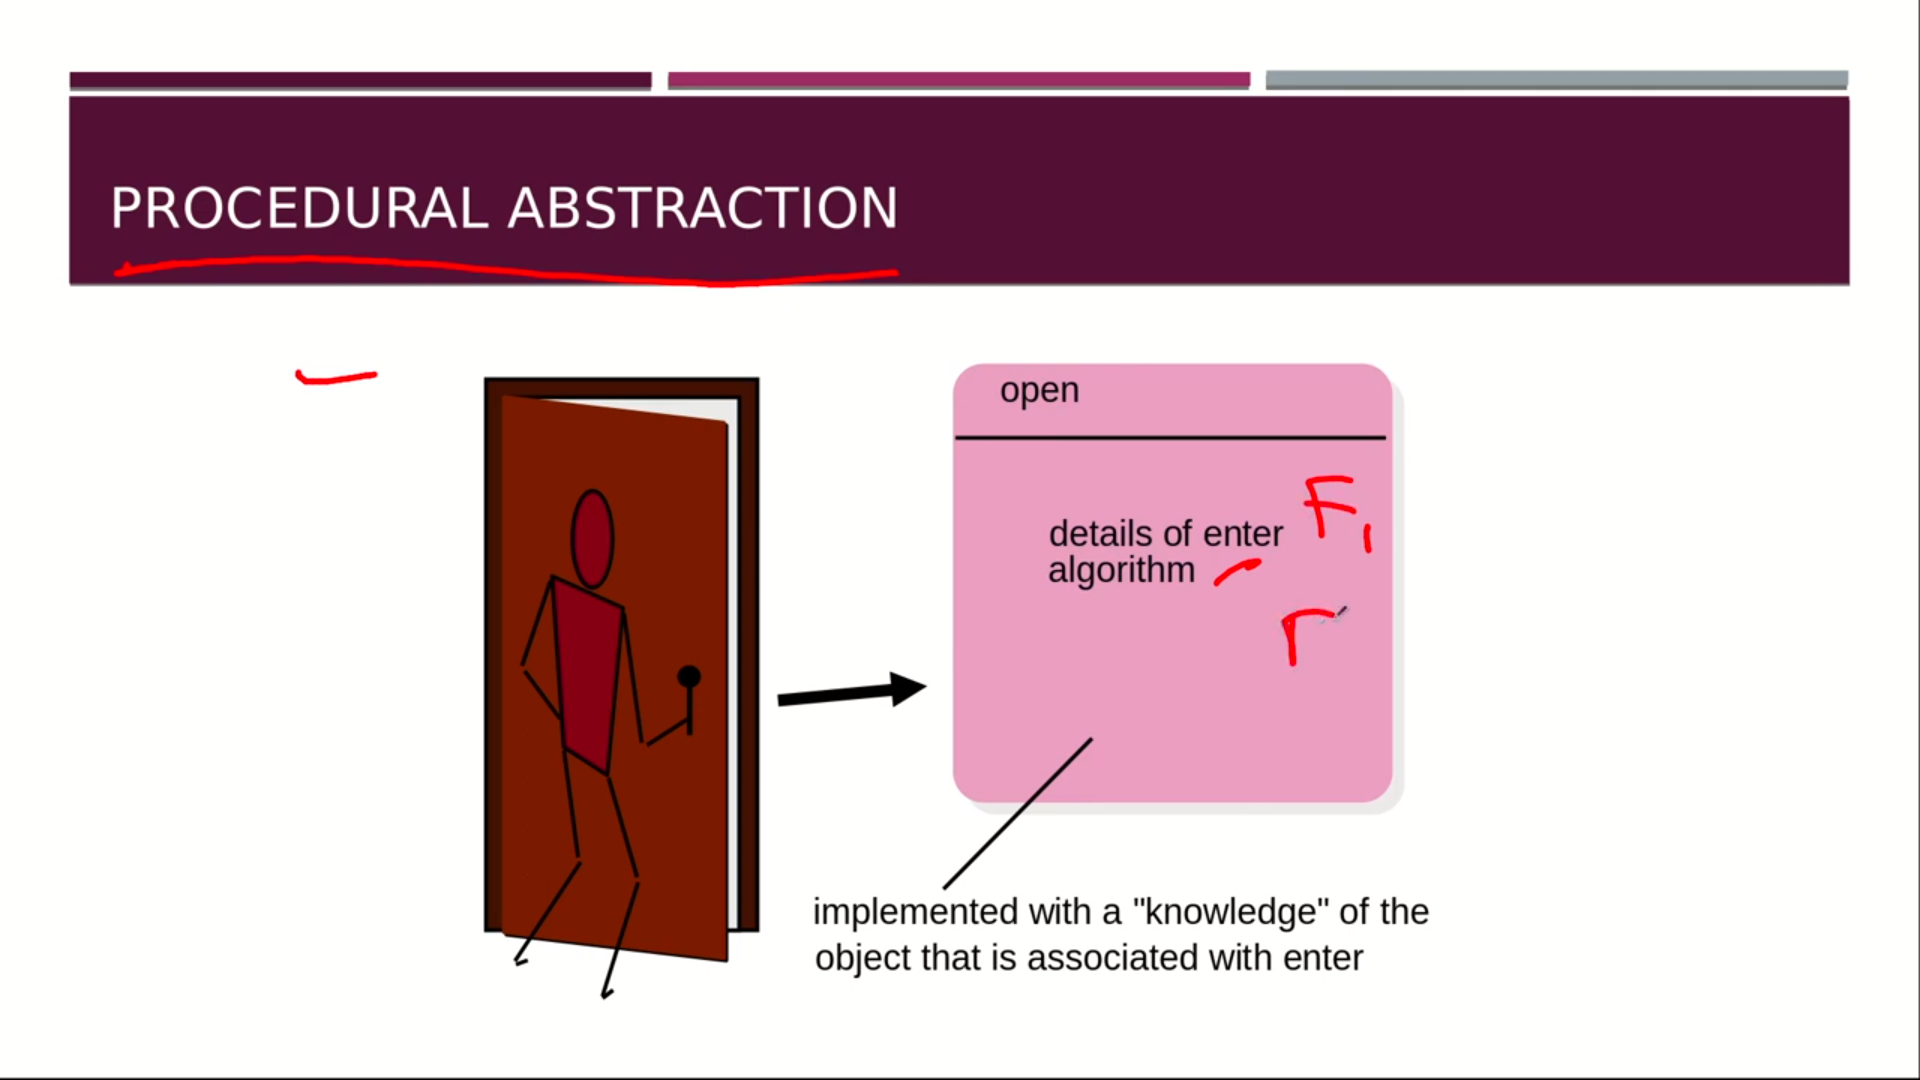 PROCEDURAL ABSTRACTION
open
details of enter
algorithm
F1
implemented with a "knowledge" of the
object that is associated with enter